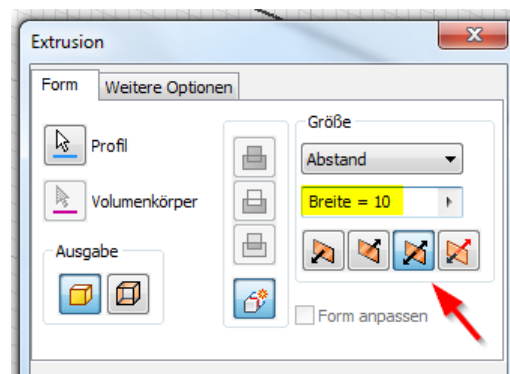 Extrusion
Form
Weitere Optionen
Größe
Profil
Abstand
Volumenkörper
Breite = 10
Ausgabe
Form anpassen